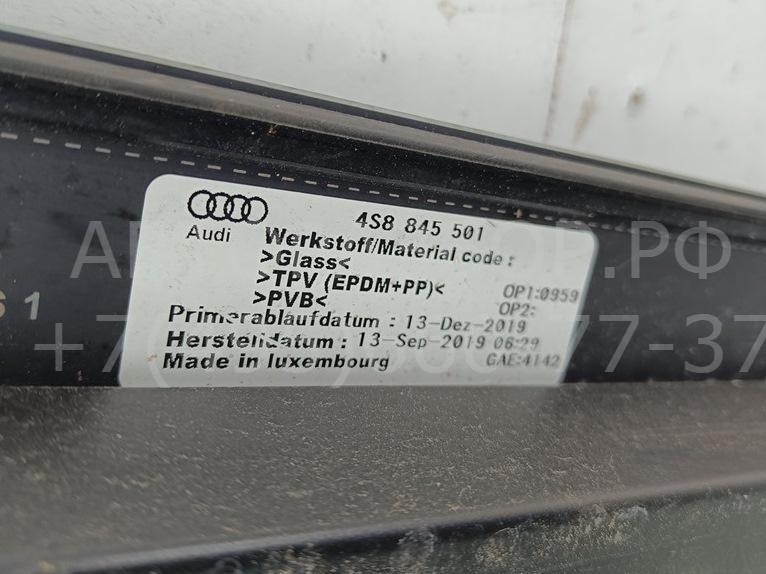 4S8 845 501
Audi
Werkstoff/Material code :
>Glass<
>TPV (EPDM+PP)<
OP1:0959
>PVB<
OP2:
Primerablaufdatum : 13-Dez-2019
Herstelldatum : 13-Sep-2019 06:29
Made in luxembourg
GAE:4142
61